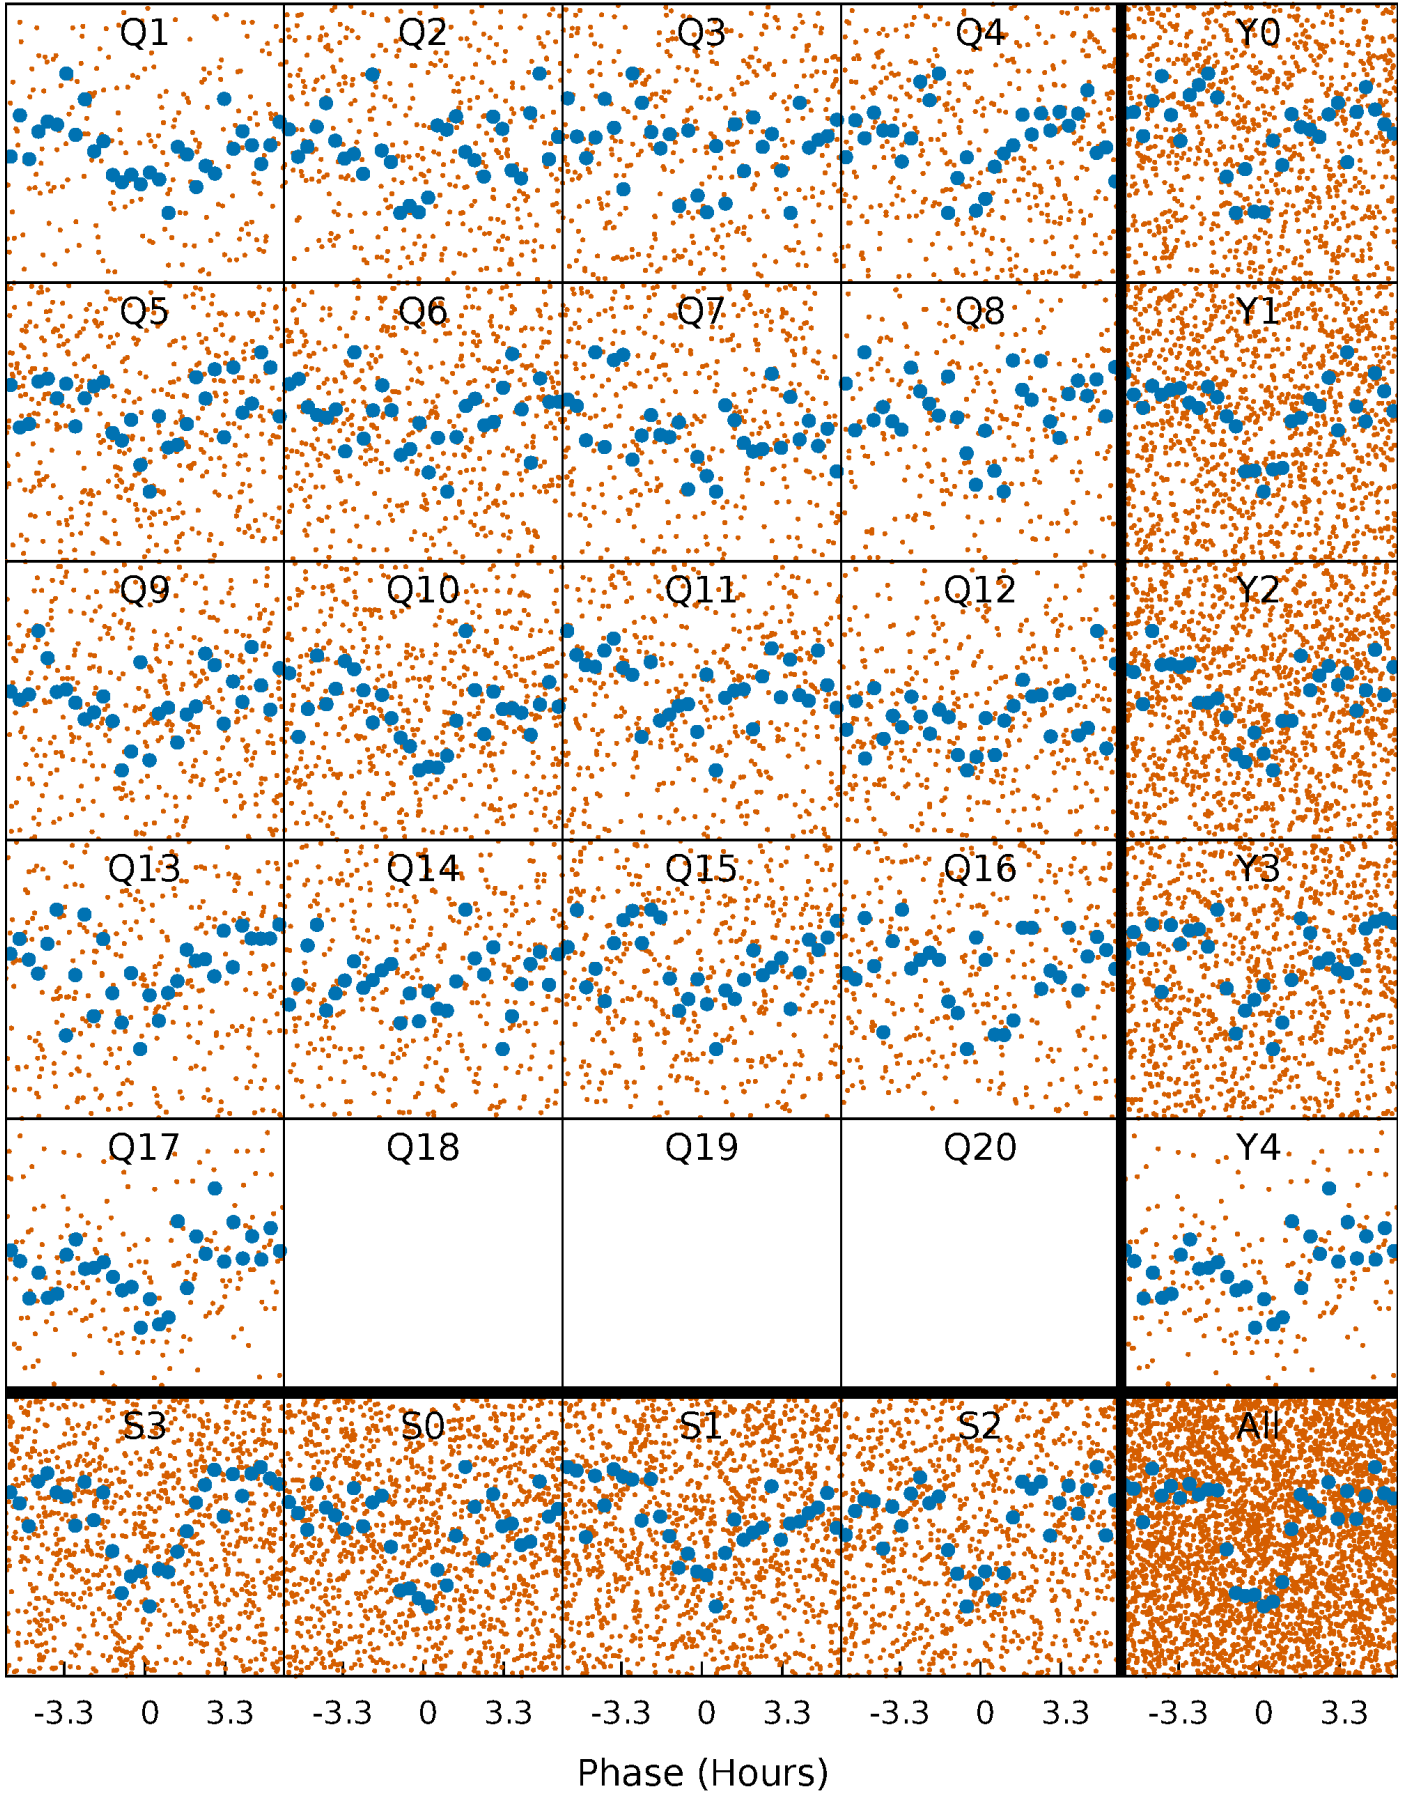 Q1 Q2 Q3 Q4 Y0
Q5 Q6 Q7 Q8 Y1
Q9 Q10 Q11 Q12 Y2
Q13 Q14 Q15 Q16 Y3
Q17 Q18 Q19 Q20 Y4
S3 S0 S1 S2 All
-3.3 0 3.3 -3.3 0 3.3 -3.3 0 3.3 -3.3 0 3.3 -3.3 0 3.3
Phase (Hours)